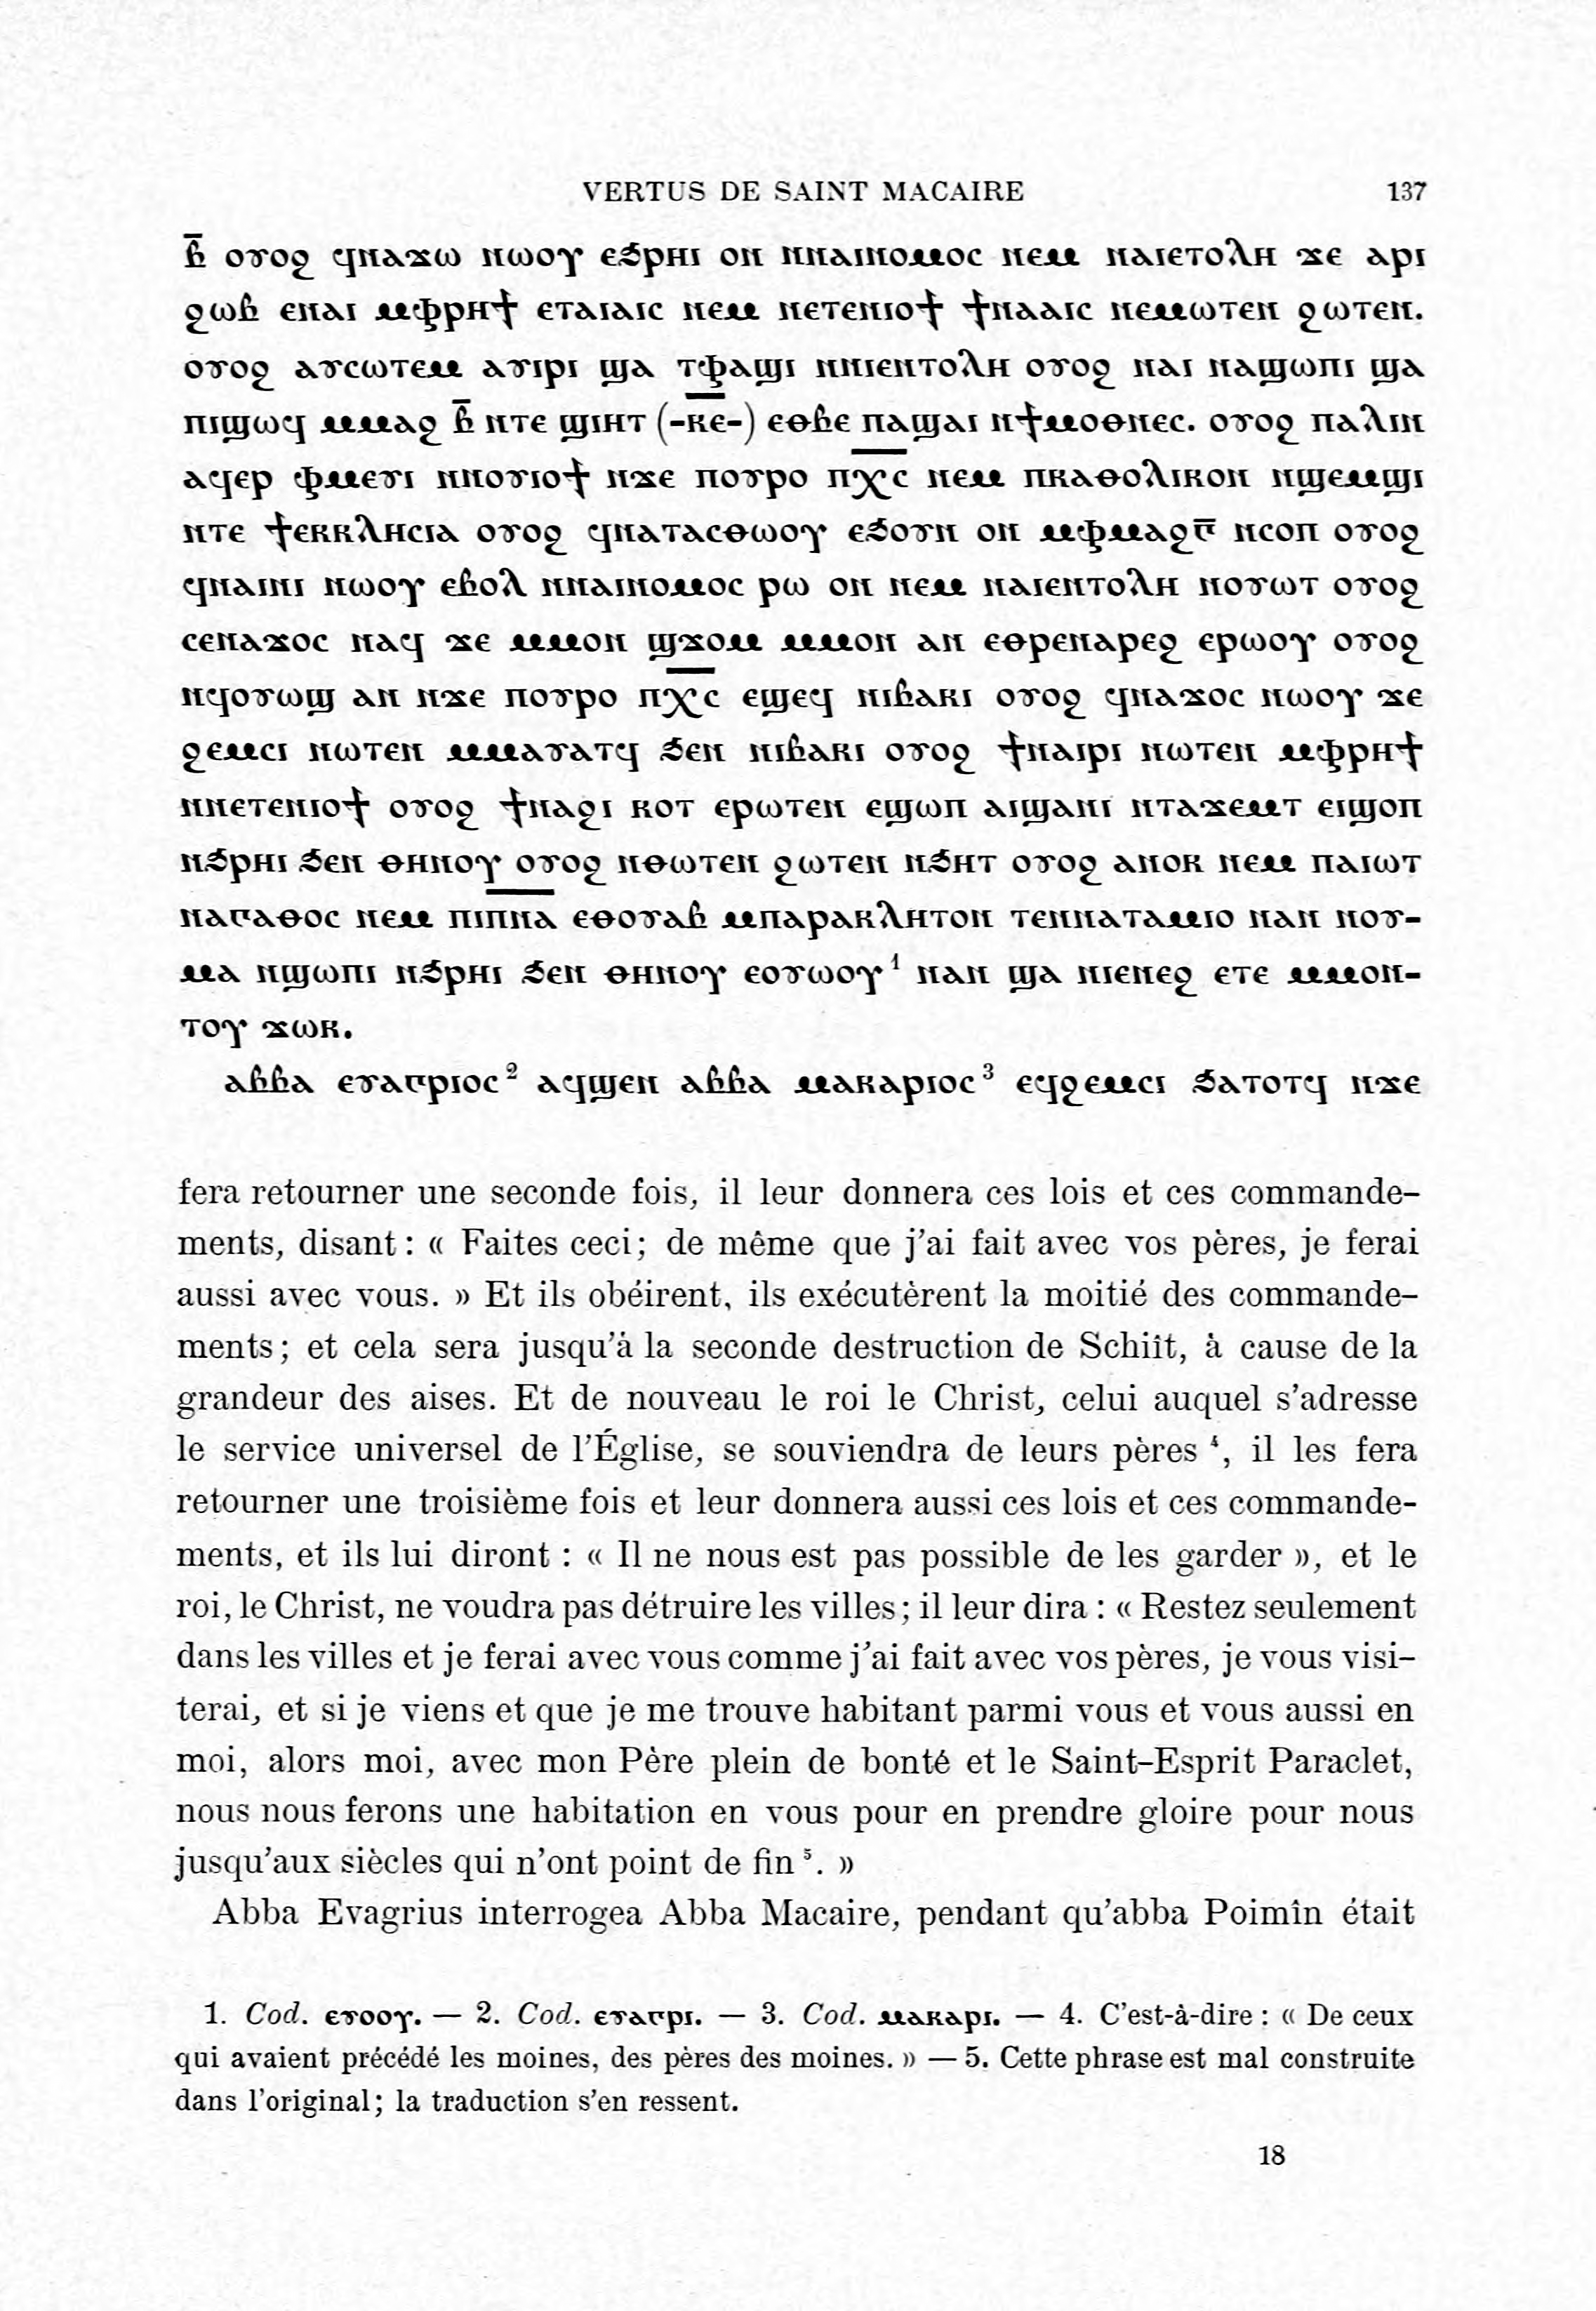 VERTUS DE SAINT MACAIRE 137
ⲃ̅ ⲟⲩⲟϩ ϥⲛⲁⲭⲱ ⲛⲱⲟⲩ ⲉϧⲣⲏⲓ ⲟⲛ ⲛⲛⲁⲓⲛⲟⲙⲟⲥ ⲛⲉⲙ ⲛⲁⲓⲉⲧⲟⲗⲏ ϫⲉ ⲁⲣⲓ
ϩⲱⲃ ⲉⲛⲁⲓ ⲙⲫⲣⲏϯ ⲉⲧⲁⲓⲁⲓⲥ ⲛⲉⲙ ⲛⲉⲧⲉⲛⲓⲟϯ ϯⲛⲁⲁⲓⲥ ⲛⲉⲙⲱⲧⲉⲛ ϩⲱⲧⲉⲛ.
ⲟⲩⲟϩ ⲁⲩⲥⲱⲧⲉⲙ ⲁⲩⲓⲣⲓ ϣⲁ ⲧⲫⲁϣⲓ ⲛⲛⲓⲉⲛⲧⲟⲗⲏ ⲟⲩⲟϩ ⲛⲁⲓ ⲛⲁϣⲱⲡⲓ ϣⲁ
ⲡⲓϣⲱϥ ⲙⲙⲁϩ ⲃ̅ ⲛⲧⲉ ϣⲓⲏⲧ (-ⲕ̅ⲉ̅-) ⲉⲑⲃⲉ ⲡⲁϣⲁⲓ ⲛϯⲙⲟⲑⲛⲉⲥ. ⲟⲩⲟϩ ⲡⲁⲗⲓⲛ
ⲁϥⲉⲣ ⲫⲙⲉⲩⲓ ⲛⲛⲟⲩⲓⲟϯ ⲛϫⲉ ⲡⲟⲩⲣⲟ ⲡⲭ̅ⲥ̅ ⲛⲉⲙ ⲡⲕⲁⲑⲟⲗⲓⲕⲟⲛ ⲛϣⲉⲙϣⲓ
ⲛⲧⲉ ϯⲉⲕⲕⲗⲏⲥⲓⲁ ⲟⲩⲟϩ ϥⲛⲁⲧⲁⲥⲑⲱⲟⲩ ⲉϧⲟⲩⲛ ⲟⲛ ⲙⲫⲙⲁϩⲅ̅ ⲛⲥⲟⲡ ⲟⲩⲟϩ
ϥⲛⲁⲓⲛⲓ ⲛⲱⲟⲩ ⲉⲃⲟⲗ ⲛⲛⲁⲓⲛⲟⲙⲟⲥ ⲣⲱ ⲟⲛ ⲛⲉⲙ ⲛⲁⲓⲉⲛⲧⲟⲗⲏ ⲛⲟⲩⲱⲧ ⲟⲩⲟϩ
ⲥⲉⲛⲁϫⲟⲥ ⲛⲁϥ ϫⲉ ⲙⲙⲟⲛ ϣϫⲟⲙ ⲙⲙⲟⲛ ⲁⲛ ⲉⲑⲣⲉⲛⲁⲣⲉϩ ⲉⲣⲱⲟⲩ ⲟⲩⲟϩ
ⲛϥⲟⲩⲱϣ ⲁⲛ ⲛϫⲉ ⲡⲟⲩⲣⲟ ⲡⲭ̅ⲥ̅ ⲉϣⲉϥ ⲛⲓⲃⲁⲕⲓ ⲟⲩⲟϩ ϥⲛⲁϫⲟⲥ ⲛⲱⲟⲩ ϫⲉ
ϩⲉⲙⲥⲓ ⲛⲱⲧⲉⲛ ⲙⲙⲁⲩⲁⲧϥ ϧⲉⲛ ⲛⲓⲃⲁⲕⲓ ⲟⲩⲟϩ ϯⲛⲁⲓⲣⲓ ⲛⲱⲧⲉⲛ ⲙⲫⲣⲏϯ
ⲛⲛⲉⲧⲉⲛⲓⲟϯ ⲟⲩⲟϩ ϯⲛⲁϩⲓ ⲕⲟⲧ ⲉⲣⲱⲧⲉⲛ ⲉϣⲱⲡ ⲁⲓϣⲁⲛⲓ ⲛⲧⲁϫⲉⲙⲧ ⲉⲓϣⲟⲡ
ⲛϧⲣⲏⲓ ϧⲉⲛ ⲑⲏⲛⲟⲩ ⲟⲩⲟϩ ⲛⲑⲱⲧⲉⲛ ϩⲱⲧⲉⲛ ⲛϧⲏⲧ ⲟⲩⲟϩ ⲁⲛⲟⲕ ⲛⲉⲙ ⲡⲁⲓⲱⲧ
ⲛⲁⲅⲁⲑⲟⲥ ⲛⲉⲙ ⲡⲓⲡ̅ⲛ̅ⲁ̅ ⲉⲑⲟⲩⲁⲃ ⲙⲡⲁⲣⲁⲕⲗⲏⲧⲟⲛ ⲧⲉⲛⲛⲁⲧⲁⲙⲓⲟ ⲛⲁⲛ ⲛⲟⲩ-
ⲙⲁ ⲛϣⲱⲡⲓ ⲛϧⲣⲏⲓ ϧⲉⲛ ⲑⲏⲛⲟⲩ ⲉⲟⲩⲱⲟⲩ¹ ⲛⲁⲛ ϣⲁ ⲛⲓⲉⲛⲉϩ ⲉⲧⲉ ⲙⲙⲟⲛ-
ⲧⲟⲩ ϫⲱⲕ.
ⲁⲃⲃⲁ ⲉⲩⲁⲅⲣⲓⲟⲥ² ⲁϥϣⲉⲛ ⲁⲃⲃⲁ ⲙⲁⲕⲁⲣⲓⲟⲥ³ ⲉϥϩⲉⲙⲥⲓ ϧⲁⲧⲟⲧϥ ⲛϫⲉ
fera retourner une seconde fois, il leur donnera ces lois et ces commande-
ments, disant : « Faites ceci; de même que j'ai fait avec vos pères, je ferai
aussi avec vous. » Et ils obéirent, ils exécutèrent la moitié des commande-
ments; et cela sera jusqu'à la seconde destruction de Schiît, à cause de la
grandeur des aises. Et de nouveau le roi le Christ, celui auquel s'adresse
le service universel de l'Église, se souviendra de leurs pères ⁴, il les fera
retourner une troisième fois et leur donnera aussi ces lois et ces commande-
ments, et ils lui diront : « Il ne nous est pas possible de les garder », et le
roi, le Christ, ne voudra pas détruire les villes; il leur dira : « Restez seulement
dans les villes et je ferai avec vous comme j'ai fait avec vos pères, je vous visi-
terai, et si je viens et que je me trouve habitant parmi vous et vous aussi en
moi, alors moi, avec mon Père plein de bonté et le Saint-Esprit Paraclet,
nous nous ferons une habitation en vous pour en prendre gloire pour nous
jusqu'aux siècles qui n'ont point de fin ⁵. »
Abba Evagrius interrogea Abba Macaire, pendant qu'abba Poimîn était
1. Cod. ⲉⲩⲟⲟⲩ. — 2. Cod. ⲉⲩⲁⲅⲣⲓ. — 3. Cod. ⲙⲁⲕⲁⲣⲓ. — 4. C'est-à-dire : « De ceux
qui avaient précédé les moines, des pères des moines. » — 5. Cette phrase est mal construite
dans l'original; la traduction s'en ressent.
18